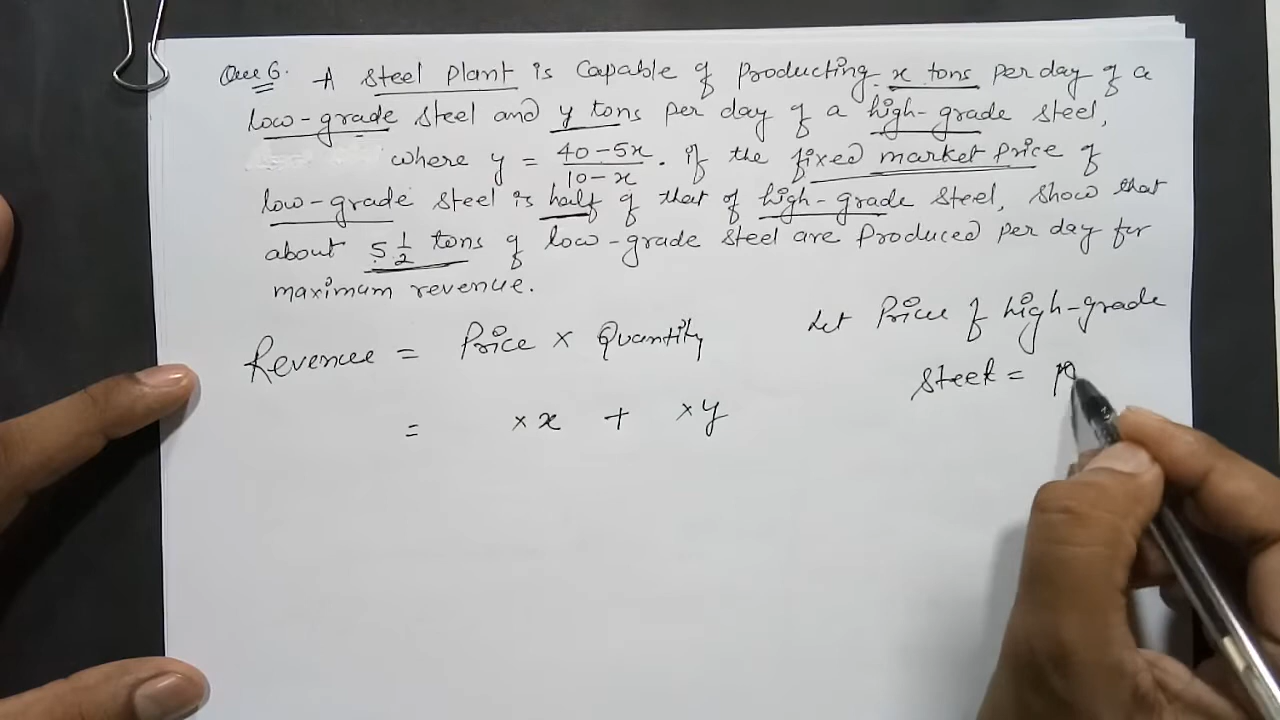 Que 6. A steel plant is capable of producting x tons per day of a
low-grade steel and y tons per day of a high-grade steel,
where y = 40-5x / 10-x . if the fixed market price of
low-grade steel is half of that of high-grade steel, show that
about 5 1/2 tons of low-grade steel are produced per day for
maximum revenue.
Revenue = Price × Quantity
Let Price of high-grade
steel = p
= × x + × y